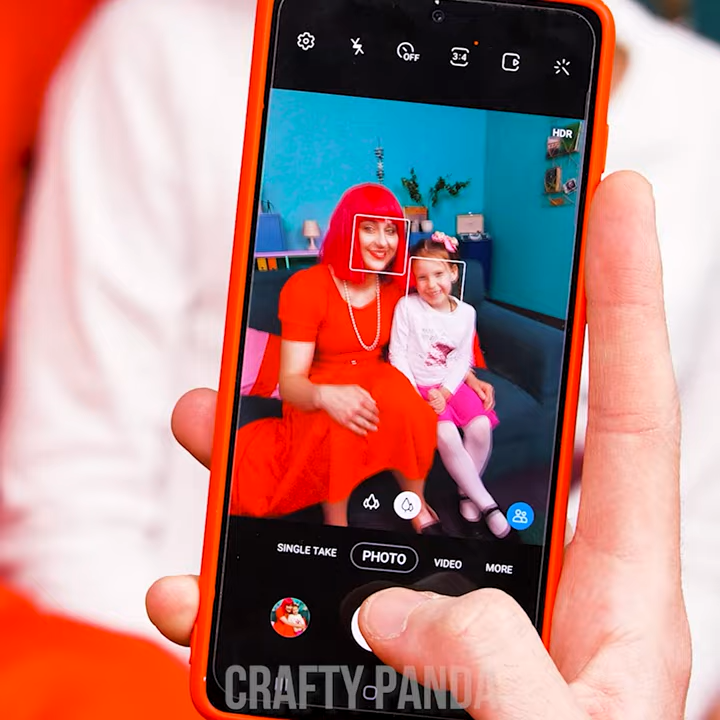 OFF
3:4
HDR
SINGLE TAKE
PHOTO
VIDEO
MORE
CRAFTY PANDA